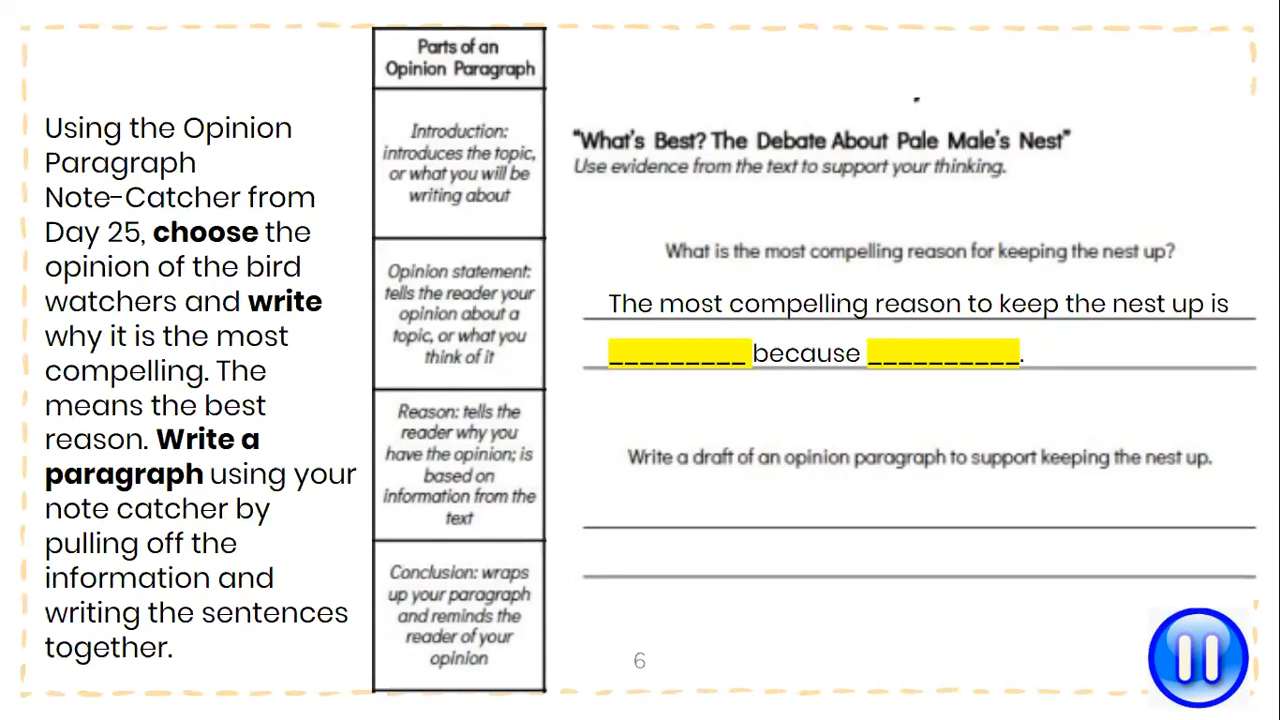 Using the Opinion
Paragraph
Note-Catcher from
Day 25, choose the
opinion of the bird
watchers and write
why it is the most
compelling. The
means the best
reason. Write a
paragraph using your
note catcher by
pulling off the
information and
writing the sentences
together.
Parts of an
Opinion Paragraph
Introduction:
introduces the topic,
or what you will be
writing about
Opinion statement:
tells the reader your
opinion about a
topic, or what you
think of it
Reason: tells the
reader why you
have the opinion; is
based on
information from the
text
Conclusion: wraps
up your paragraph
and reminds the
reader of your
opinion
“What’s Best? The Debate About Pale Male’s Nest”
Use evidence from the text to support your thinking.
What is the most compelling reason for keeping the nest up?
The most compelling reason to keep the nest up is
_________ because __________.
Write a draft of an opinion paragraph to support keeping the nest up.
6